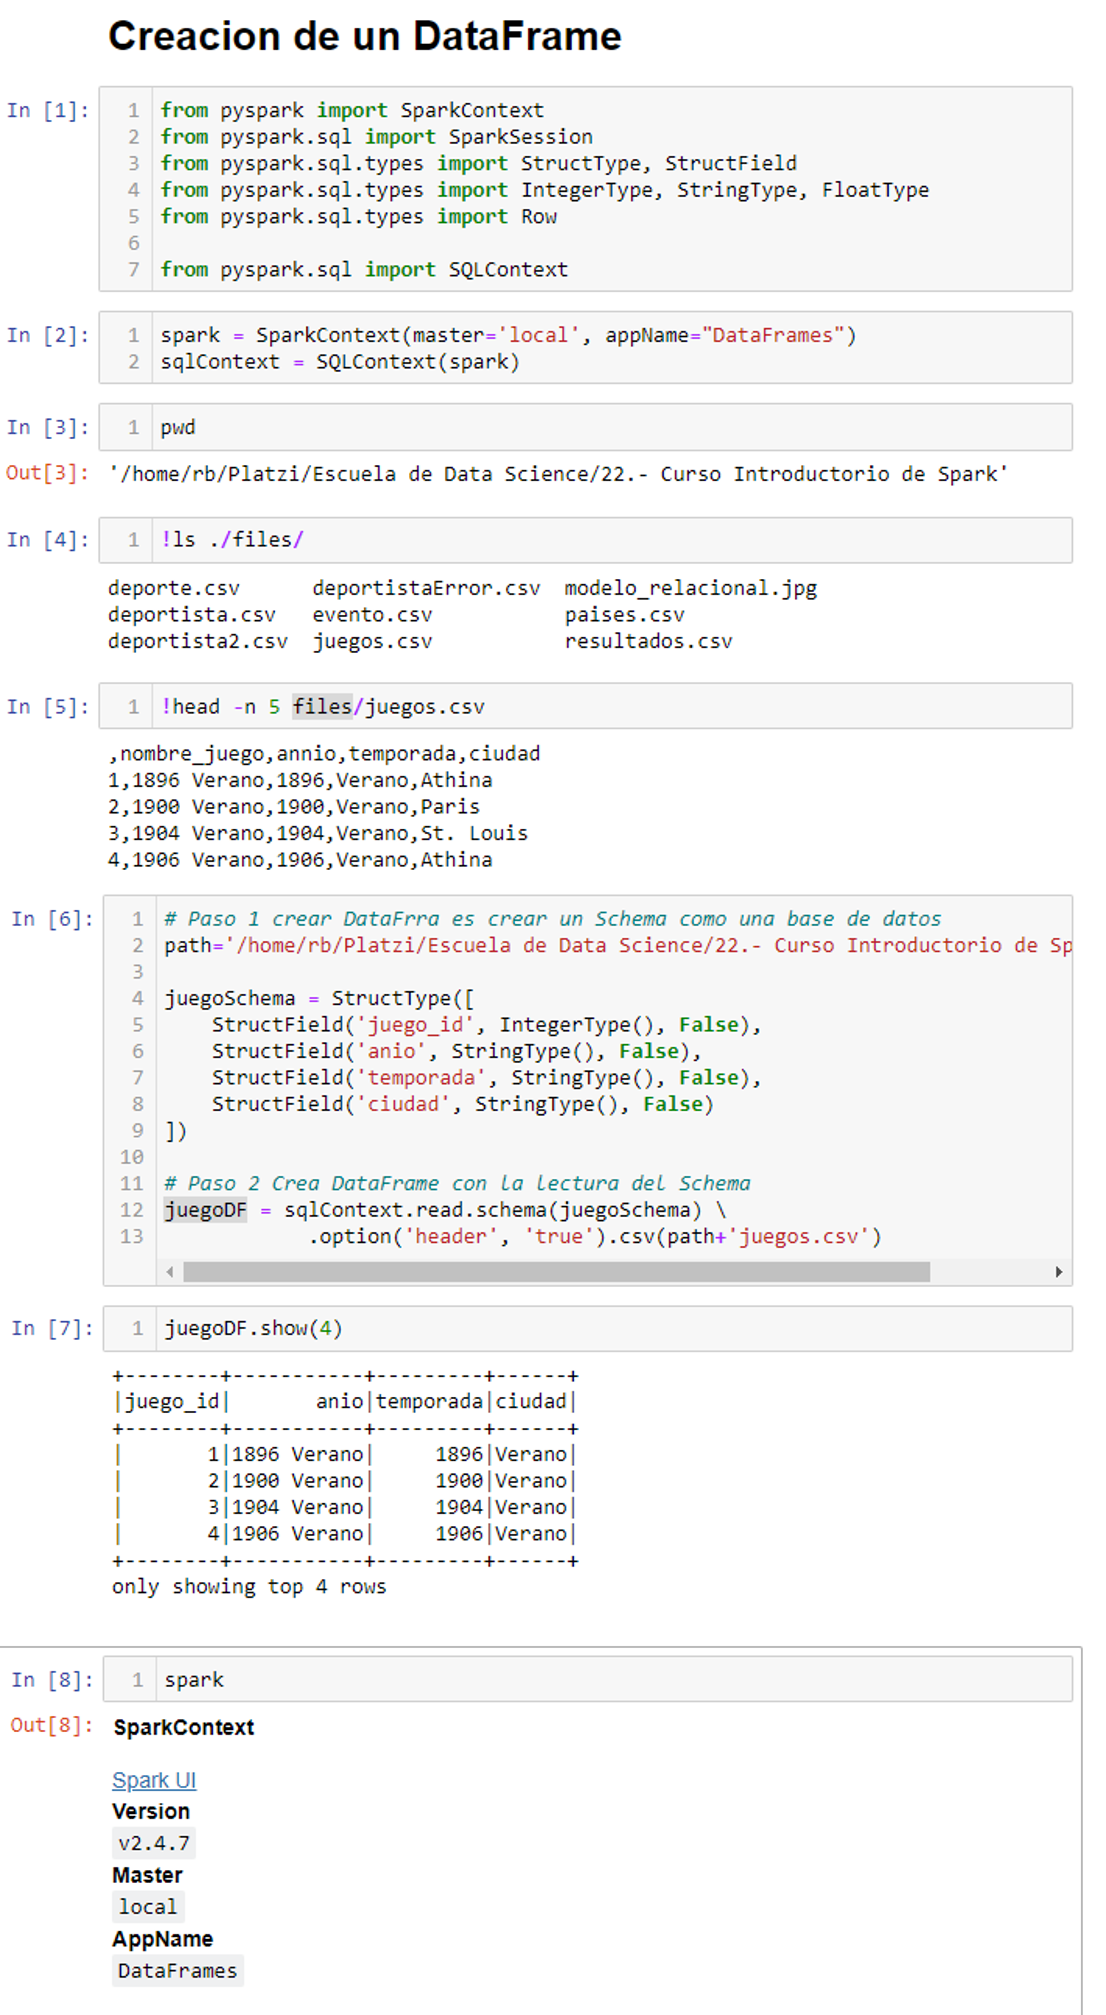 Creacion de un DataFrame
In [1]:
1 from pyspark import SparkContext
2 from pyspark.sql import SparkSession
3 from pyspark.sql.types import StructType, StructField
4 from pyspark.sql.types import IntegerType, StringType, FloatType
5 from pyspark.sql.types import Row
6
7 from pyspark.sql import SQLContext
In [2]:
1 spark = SparkContext(master='local', appName="DataFrames")
2 sqlContext = SQLContext(spark)
In [3]:
1 pwd
Out[3]: '/home/rb/Platzi/Escuela de Data Science/22.- Curso Introductorio de Spark'
In [4]:
1 !ls ./files/
deporte.csv      deportistaError.csv  modelo_relacional.jpg
deportista.csv   evento.csv           paises.csv
deportista2.csv  juegos.csv           resultados.csv
In [5]:
1 !head -n 5 files/juegos.csv
,nombre_juego,annio,temporada,ciudad
1,1896 Verano,1896,Verano,Athina
2,1900 Verano,1900,Verano,Paris
3,1904 Verano,1904,Verano,St. Louis
4,1906 Verano,1906,Verano,Athina
In [6]:
1 # Paso 1 crear DataFrra es crear un Schema como una base de datos
2 path='/home/rb/Platzi/Escuela de Data Science/22.- Curso Introductorio de Sp
3
4 juegoSchema = StructType([
5     StructField('juego_id', IntegerType(), False),
6     StructField('anio', StringType(), False),
7     StructField('temporada', StringType(), False),
8     StructField('ciudad', StringType(), False)
9 ])
10
11 # Paso 2 Crea DataFrame con la lectura del Schema
12 juegoDF = sqlContext.read.schema(juegoSchema) \
13             .option('header', 'true').csv(path+'juegos.csv')
In [7]:
1 juegoDF.show(4)
+--------+-----------+---------+------+
|juego_id|       anio|temporada|ciudad|
+--------+-----------+---------+------+
|       1|1896 Verano|     1896|Verano|
|       2|1900 Verano|     1900|Verano|
|       3|1904 Verano|     1904|Verano|
|       4|1906 Verano|     1906|Verano|
+--------+-----------+---------+------+
only showing top 4 rows
In [8]:
1 spark
Out[8]: SparkContext
Spark UI
Version
v2.4.7
Master
local
AppName
DataFrames